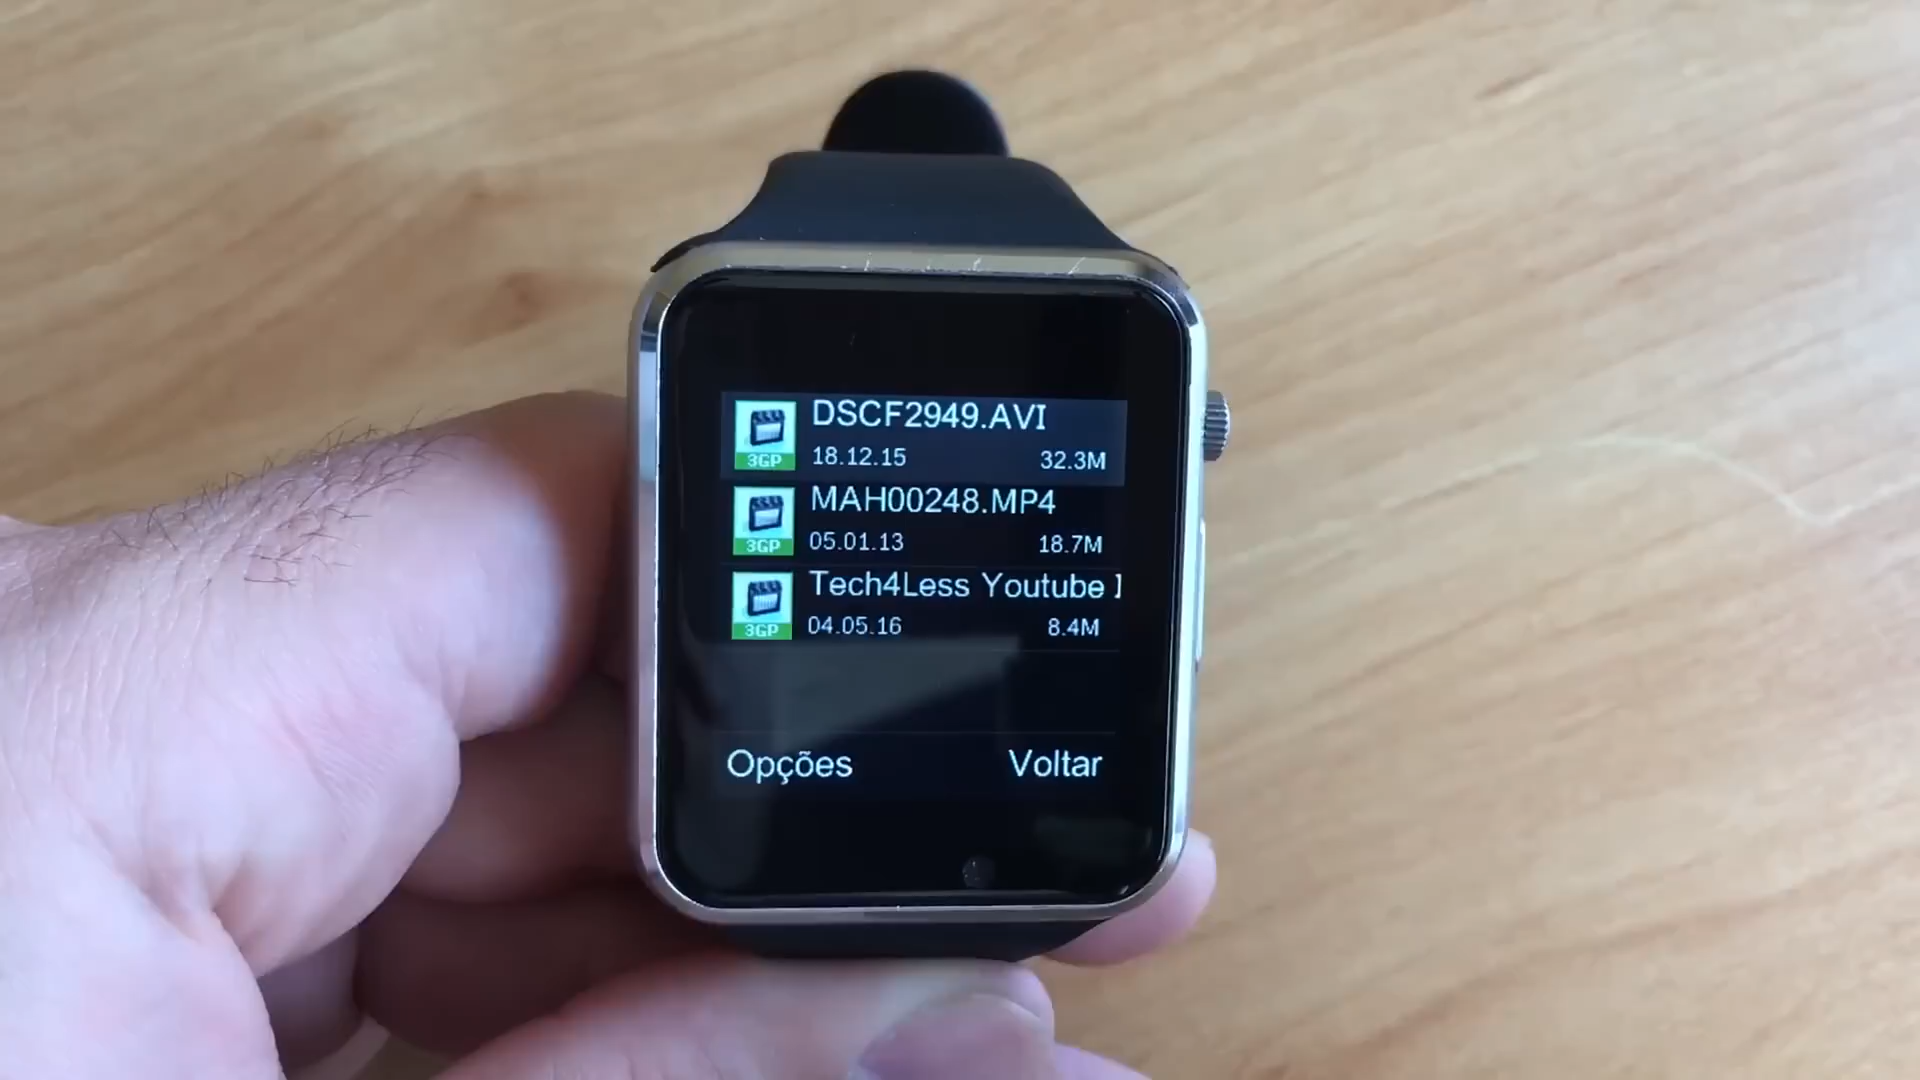 DSCF2949.AVI
3GP 18.12.15 32.3M
MAH00248.MP4
3GP 05.01.13 18.7M
Tech4Less Youtube
3GP 04.05.16 8.4M
Opções Voltar